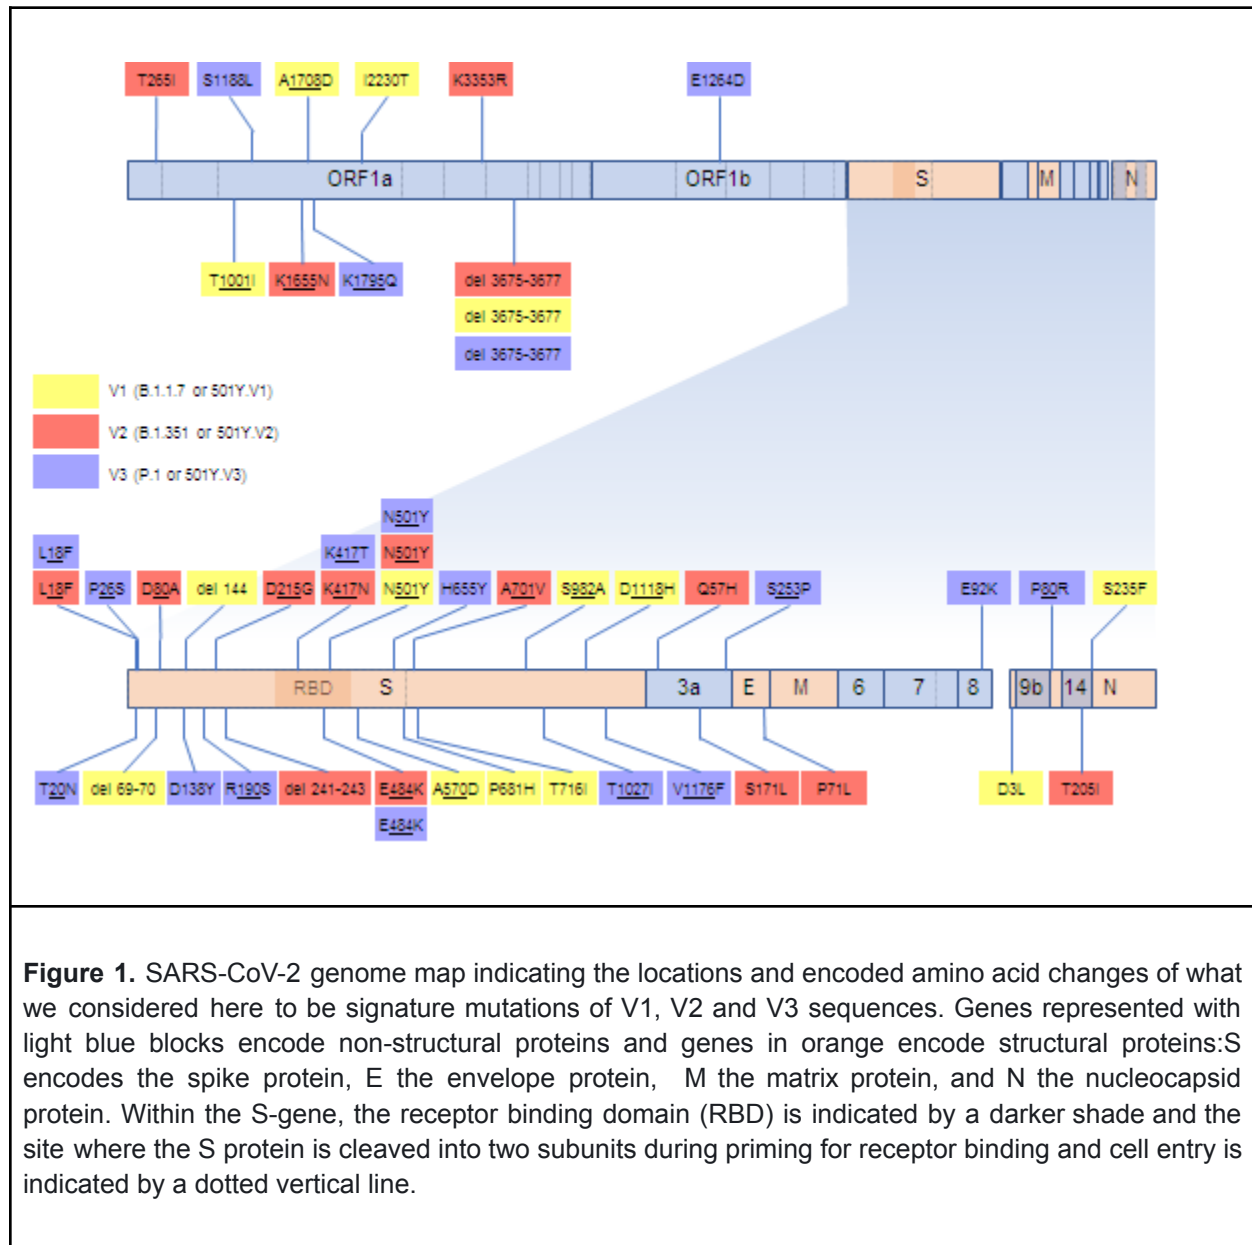 T265I S1188L A1708D I2230T K3353R E1264D
ORF1a ORF1b S M N
T1001I K1655N K1795Q del 3675-3677
del 3675-3677
del 3675-3677
V1 (B.1.1.7 or 501Y.V1)
V2 (B.1.351 or 501Y.V2)
V3 (P.1 or 501Y.V3)
N501Y
L18F K417T N501Y
L18F P26S D80A del 144 D215G K417N N501Y H655Y A701V S982A D1118H Q57H S253P E92K P80R S235F
RBD S 3a E M 6 7 8 9b 14 N
T20N del 69-70 D138Y R190S del 241-243 E484K A570D P681H T716I T1027I V1176F S171L P71L D3L T205I
E484K
Figure 1. SARS-CoV-2 genome map indicating the locations and encoded amino acid changes of what
we considered here to be signature mutations of V1, V2 and V3 sequences. Genes represented with
light blue blocks encode non-structural proteins and genes in orange encode structural proteins:S
encodes the spike protein, E the envelope protein, M the matrix protein, and N the nucleocapsid
protein. Within the S-gene, the receptor binding domain (RBD) is indicated by a darker shade and the
site where the S protein is cleaved into two subunits during priming for receptor binding and cell entry is
indicated by a dotted vertical line.